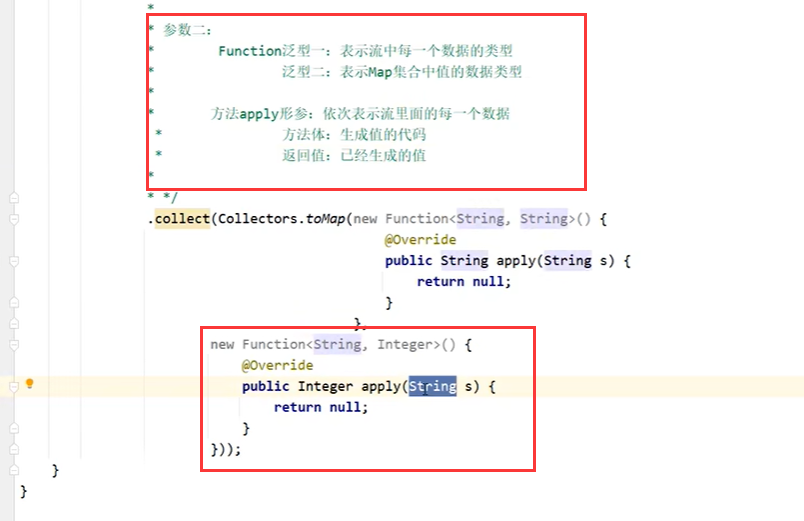 *
* 参数二:
* Function泛型一: 表示流中每一个数据的类型
* 泛型二: 表示Map集合中值的数据类型
*
* 方法apply形参: 依次表示流里面的每一个数据
* 方法体: 生成值的代码
* 返回值: 已经生成的值
*
* */
.collect(Collectors.toMap(new Function<String, String>() {
@Override
public String apply(String s) {
return null;
}
},
new Function<String, Integer>() {
@Override
public Integer apply(String s) {
return null;
}
}));
}
}